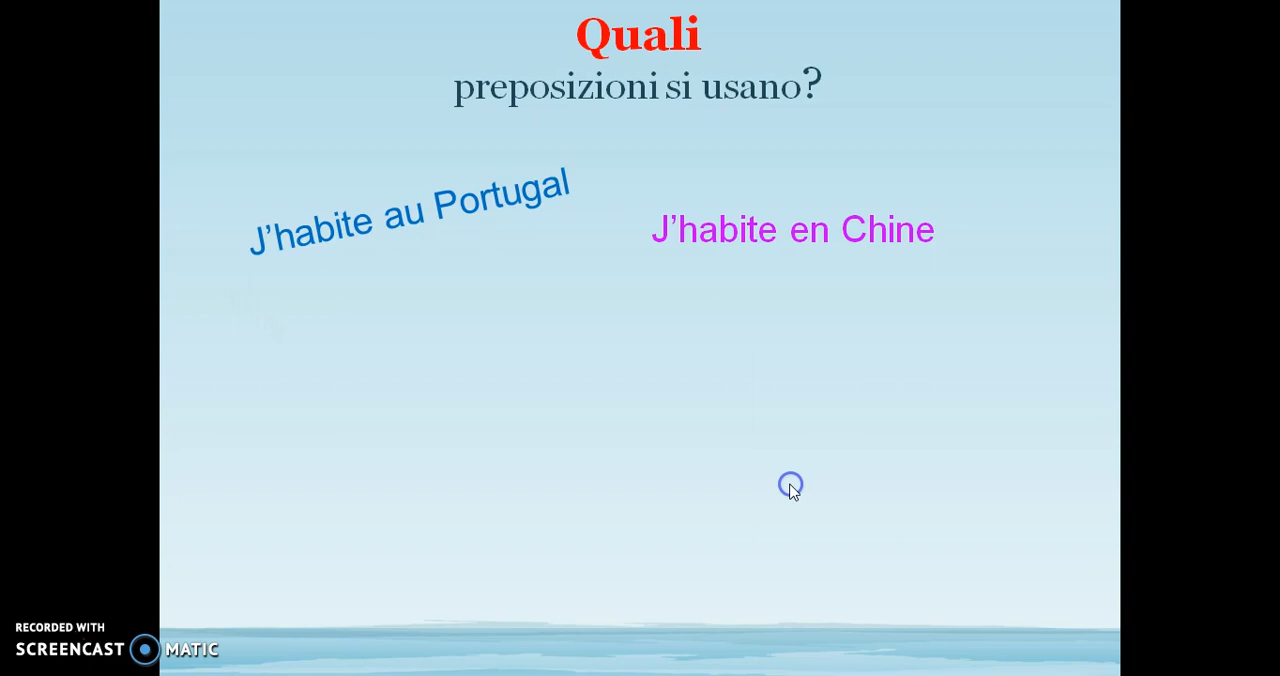 Quali
preposizioni si usano?
J'habite au Portugal
J'habite en Chine
RECORDED WITH
SCREENCAST MATIC